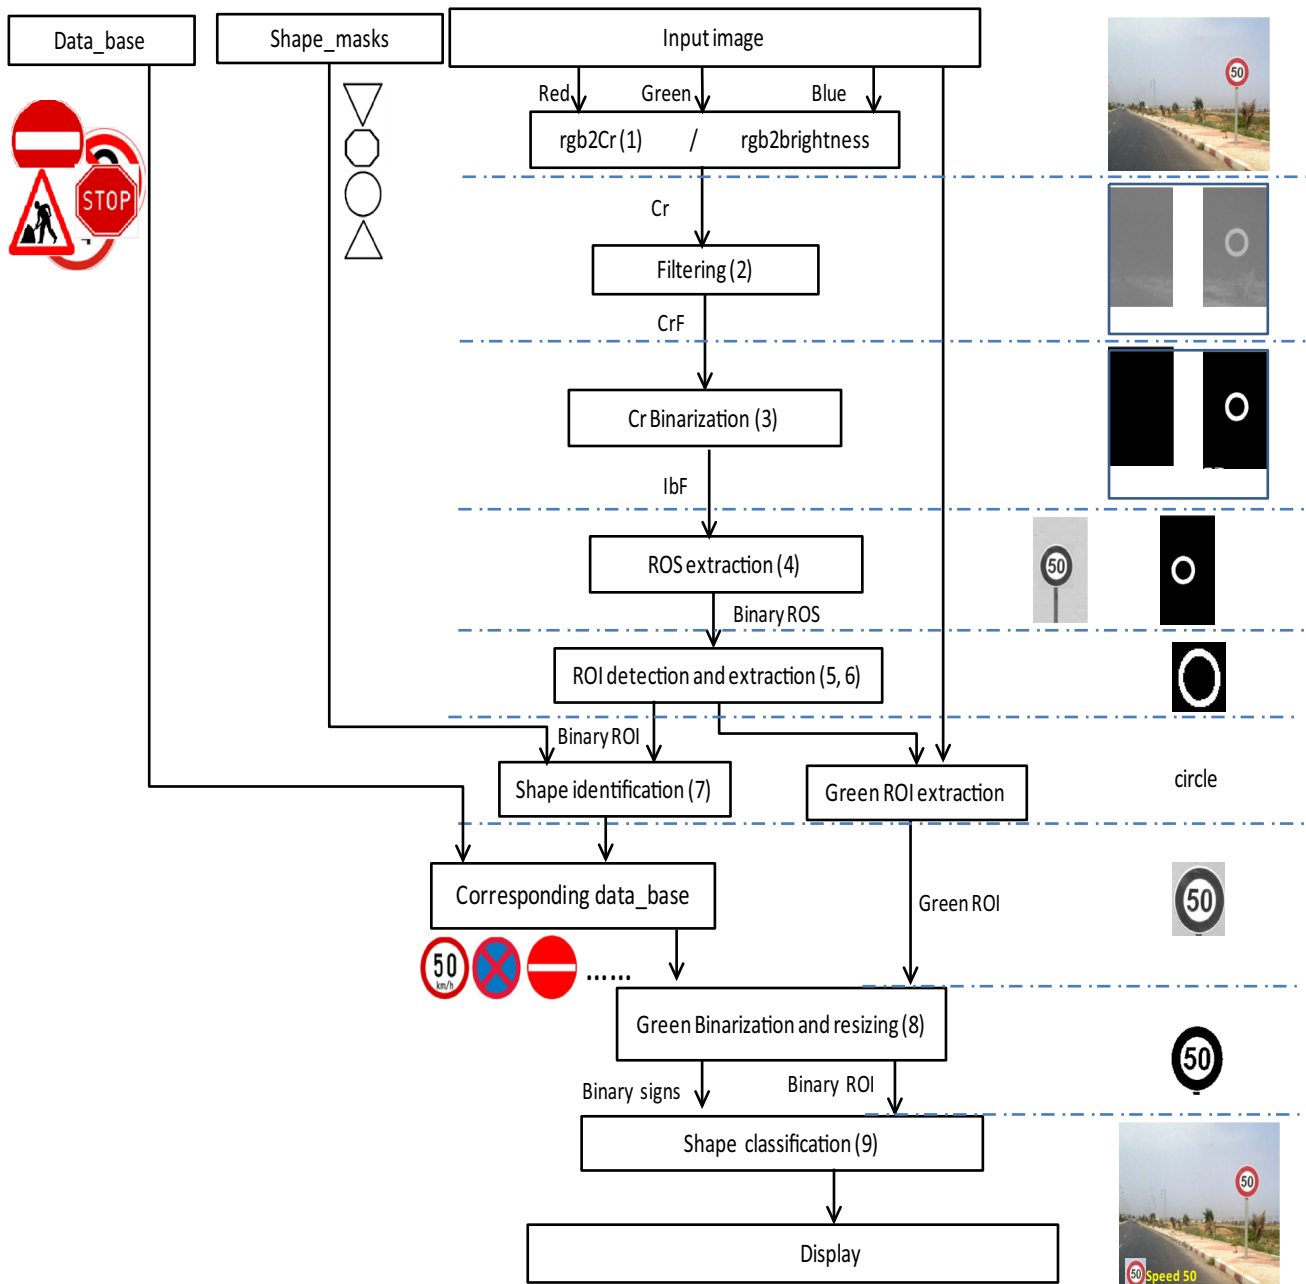 Data_base
Shape_masks
Input image
50
Red
Green
Blue
rgb2Cr (1) / rgb2brightness
STOP
Cr
Filtering (2)
CrF
Cr Binarization (3)
IbF
ROS extraction (4)
50
Binary ROS
ROI detection and extraction (5, 6)
Binary ROI
Shape identification (7)
Green ROI extraction
circle
Corresponding data_base
Green ROI
50
50
km/h
......
Green Binarization and resizing (8)
50
Binary signs
Binary ROI
Shape classification (9)
50
Display
50 Speed 50